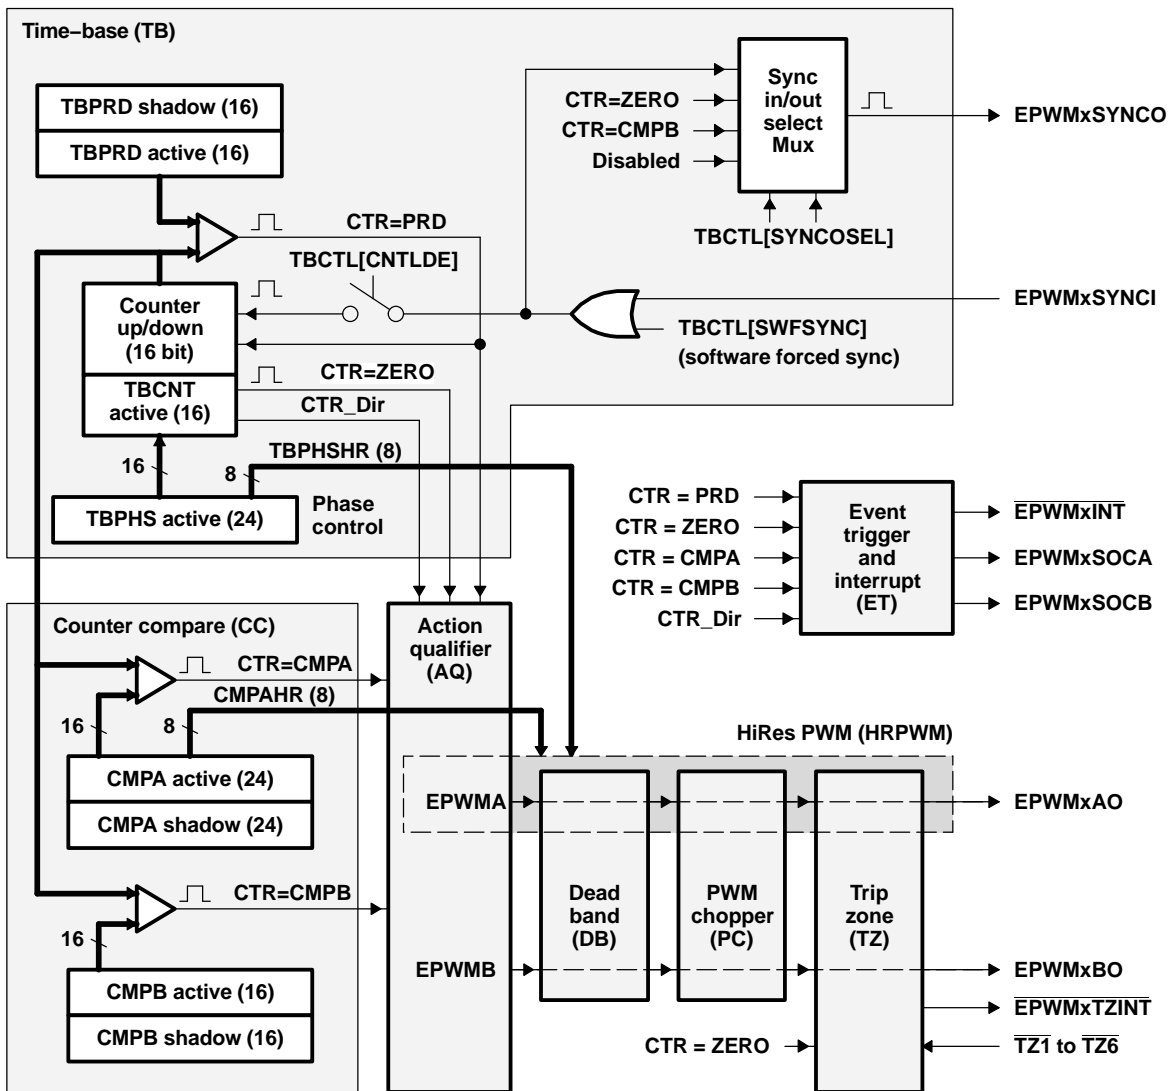 Time−base (TB)
TBPRD shadow (16)
TBPRD active (16)
CTR=ZERO
CTR=CMPB
Disabled
Sync
in/out
select
Mux
EPWMxSYNCO
TBCTL[SYNCOSEL]
CTR=PRD
TBCTL[CNTLDE]
Counter
up/down
(16 bit)
TBCNT
active (16)
EPWMxSYNCI
TBCTL[SWFSYNC]
(software forced sync)
CTR=ZERO
CTR_Dir
16
8
TBPHSHR (8)
TBPHS active (24)
Phase
control
CTR = PRD
CTR = ZERO
CTR = CMPA
CTR = CMPB
CTR_Dir
Event
trigger
and
interrupt
(ET)
EPWMxINT
EPWMxSOCA
EPWMxSOCB
Counter compare (CC)
CTR=CMPA
CMPAHR (8)
16
8
CMPA active (24)
CMPA shadow (24)
CTR=CMPB
16
CMPB active (16)
CMPB shadow (16)
Action
qualifier
(AQ)
HiRes PWM (HRPWM)
EPWMA
EPWMxAO
Dead
band
(DB)
PWM
chopper
(PC)
Trip
zone
(TZ)
EPWMB
EPWMxBO
EPWMxTZINT
CTR = ZERO
TZ1 to TZ6